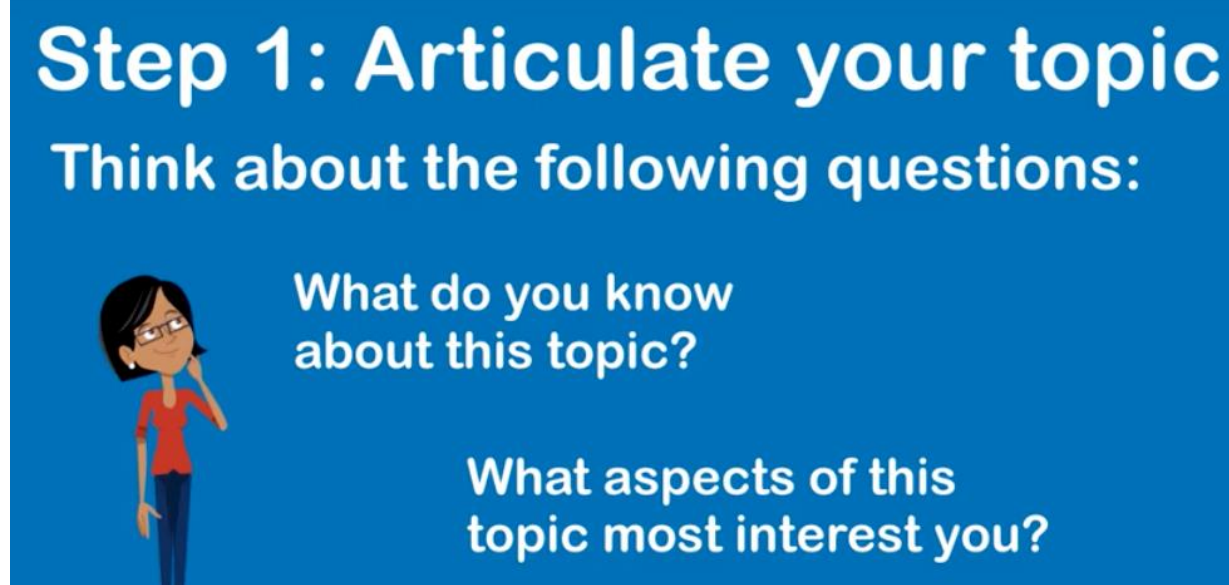 Step 1: Articulate your topic
Think about the following questions:
What do you know
about this topic?
What aspects of this
topic most interest you?